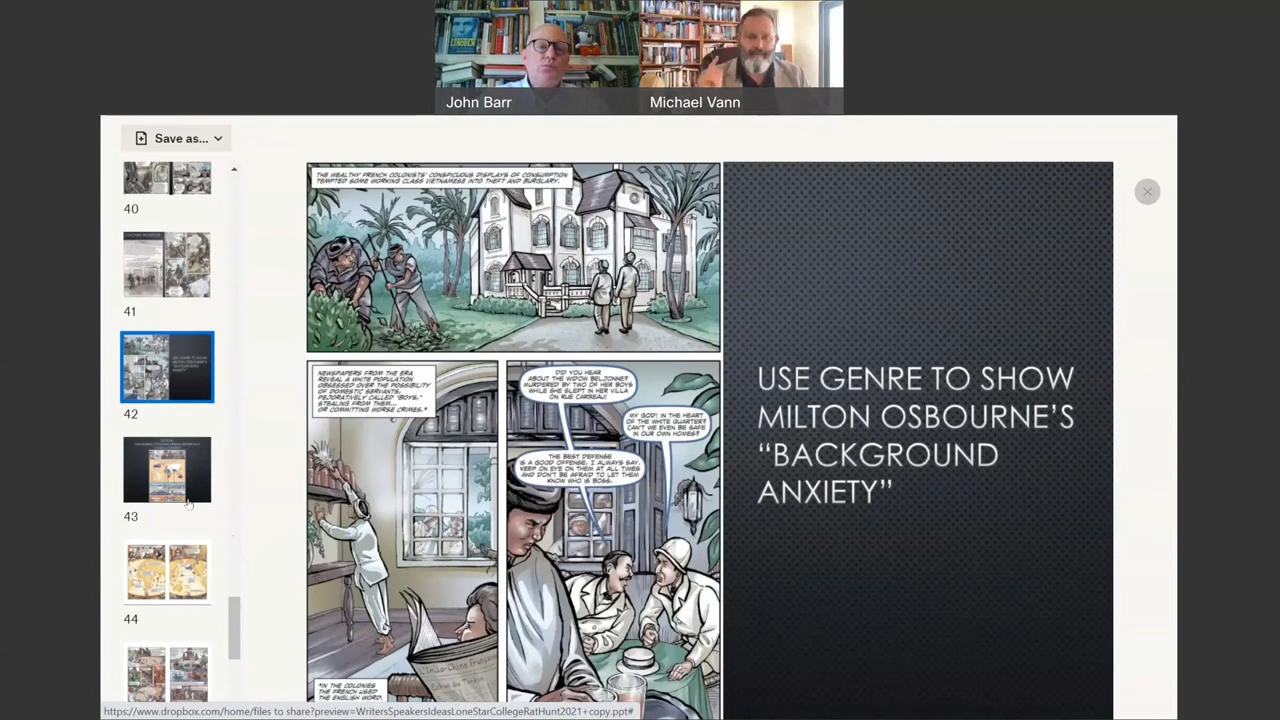 LINCOLN
John Barr
Michael Vann
Save as...
40
41
42
43
44
THE WEALTHY FRENCH COLONISTS' CONSPICUOUS DISPLAYS OF CONSUMPTION
TEMPTED SOME WORKING CLASS VIETNAMESE INTO THEFT AND BURGLARY.
NEWSPAPERS FROM THE ERA
REVEAL A WHITE POPULATION
OBSESSED OVER THE POSSIBILITY
OF DOMESTIC SERVANTS,
PEJORATIVELY CALLED "BOYS,"
STEALING FROM THEM...
OR COMMITTING WORSE CRIMES.*
*IN THE COLONIES
THE FRENCH USED
THE ENGLISH WORD.
Indo-Chine Française
DID YOU HEAR
ABOUT THE WIDOW BELJONNE?
MURDERED BY TWO OF HER BOYS
WHILE SHE SLEPT IN HER VILLA
ON RUE CARREAU!
MY GOD! IN THE HEART
OF THE WHITE QUARTER?
CAN'T WE EVEN BE SAFE
IN OUR OWN HOMES?
THE BEST DEFENSE
IS A GOOD OFFENSE, I ALWAYS SAY.
KEEP ON EYE ON THEM AT ALL TIMES
AND DON'T BE AFRAID TO LET THEM
KNOW WHO IS BOSS.
USE GENRE TO SHOW
MILTON OSBOURNE'S
"BACKGROUND
ANXIETY"
https://www.dropbox.com/home/files to share?preview=WritersSpeakersIdeasLoneStarCollegeRatHunt2021+copy.ppt#